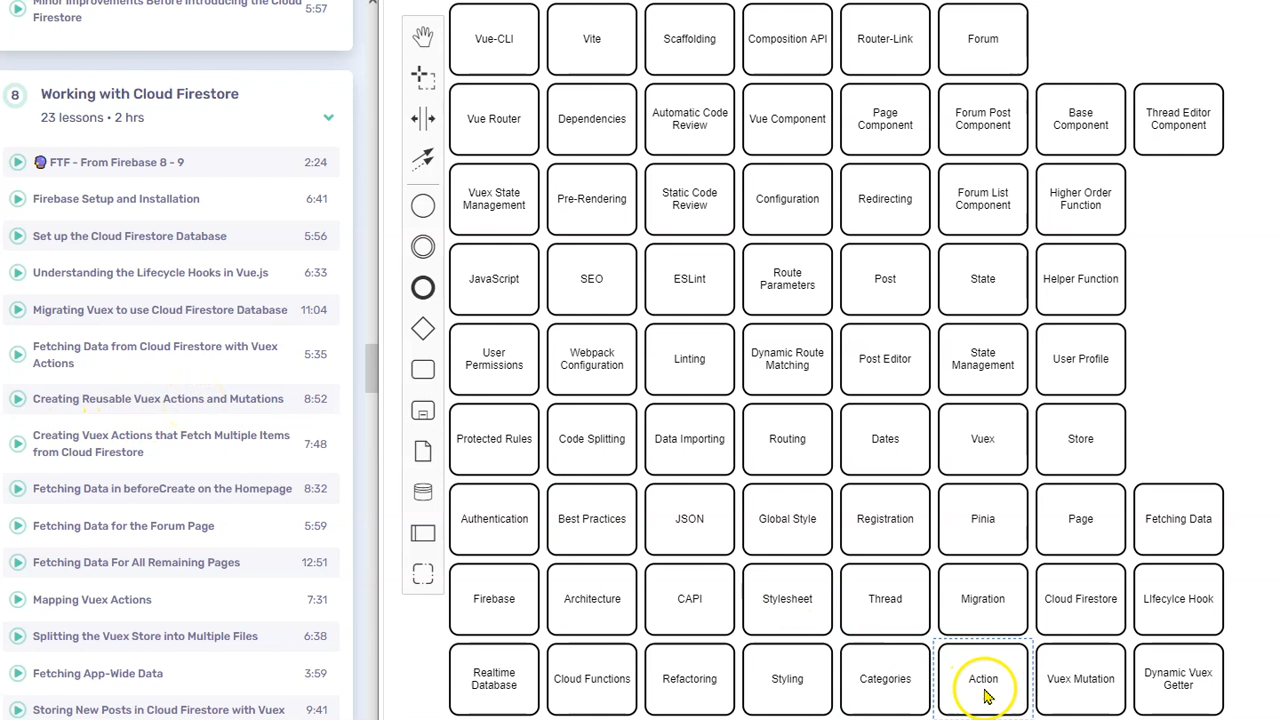 Minor Improvements Before Introducing the Cloud
Firestore
5:57
8
Working with Cloud Firestore
23 lessons • 2 hrs
FTF - From Firebase 8 - 9
2:24
Firebase Setup and Installation
6:41
Set up the Cloud Firestore Database
5:56
Understanding the Lifecycle Hooks in Vue.js
6:33
Migrating Vuex to use Cloud Firestore Database
11:04
Fetching Data from Cloud Firestore with Vuex
Actions
5:35
Creating Reusable Vuex Actions and Mutations
8:52
Creating Vuex Actions that Fetch Multiple Items
from Cloud Firestore
7:48
Fetching Data in beforeCreate on the Homepage
8:32
Fetching Data for the Forum Page
5:59
Fetching Data For All Remaining Pages
12:51
Mapping Vuex Actions
7:31
Splitting the Vuex Store into Multiple Files
6:38
Fetching App-Wide Data
3:59
Storing New Posts in Cloud Firestore with Vuex
9:41
Vue-CLI
Vite
Scaffolding
Composition API
Router-Link
Forum
Vue Router
Dependencies
Automatic Code
Review
Vue Component
Page
Component
Forum Post
Component
Base
Component
Thread Editor
Component
Vuex State
Management
Pre-Rendering
Static Code
Review
Configuration
Redirecting
Forum List
Component
Higher Order
Function
JavaScript
SEO
ESLint
Route
Parameters
Post
State
Helper Function
User
Permissions
Webpack
Configuration
Linting
Dynamic Route
Matching
Post Editor
State
Management
User Profile
Protected Rules
Code Splitting
Data Importing
Routing
Dates
Vuex
Store
Authentication
Best Practices
JSON
Global Style
Registration
Pinia
Page
Fetching Data
Firebase
Architecture
CAPI
Stylesheet
Thread
Migration
Cloud Firestore
LIfecylce Hook
Realtime
Database
Cloud Functions
Refactoring
Styling
Categories
Action
Vuex Mutation
Dynamic Vuex
Getter